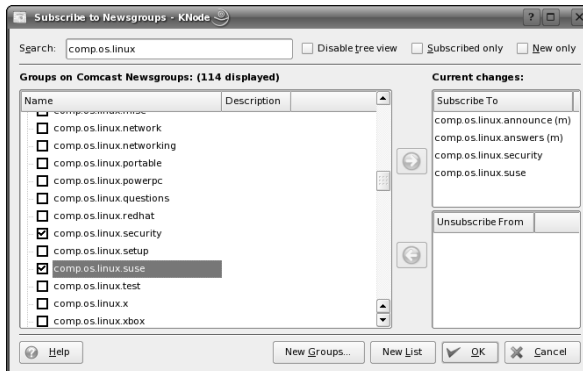 Subscribe to Newsgroups - KNode
Search: comp.os.linux
Disable tree view
Subscribed only
New only
Groups on Comcast Newsgroups: (114 displayed)
Current changes:
Name Description
comp.os.linux.misc
comp.os.linux.network
comp.os.linux.networking
comp.os.linux.portable
comp.os.linux.powerpc
comp.os.linux.questions
comp.os.linux.redhat
comp.os.linux.security
comp.os.linux.setup
comp.os.linux.suse
comp.os.linux.test
comp.os.linux.x
comp.os.linux.xbox
Subscribe To
comp.os.linux.announce (m)
comp.os.linux.answers (m)
comp.os.linux.security
comp.os.linux.suse
Unsubscribe From
Help
New Groups...
New List
OK
Cancel